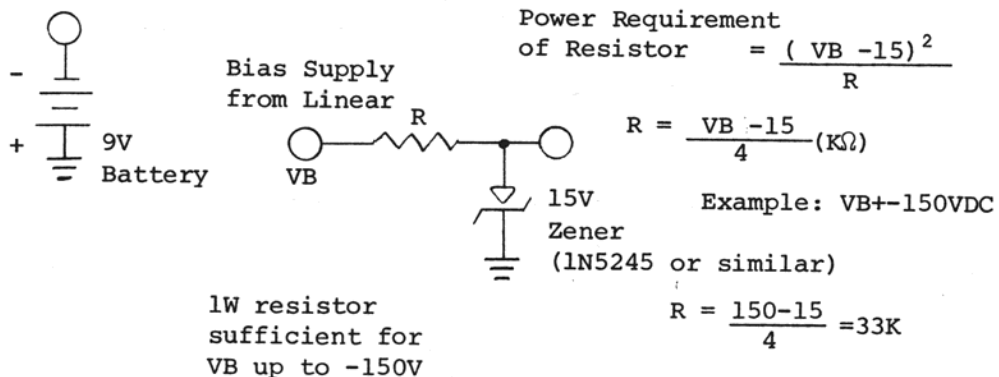 -
+
9V
Battery
Bias Supply
from Linear
R
VB
15V
Zener
(1N5245 or similar)
1W resistor
sufficient for
VB up to -150V
Power Requirement
of Resistor = ( VB -15)²
R
R = VB -15
4 (KΩ)
Example: VB+-150VDC
R = 150-15
4 =33K